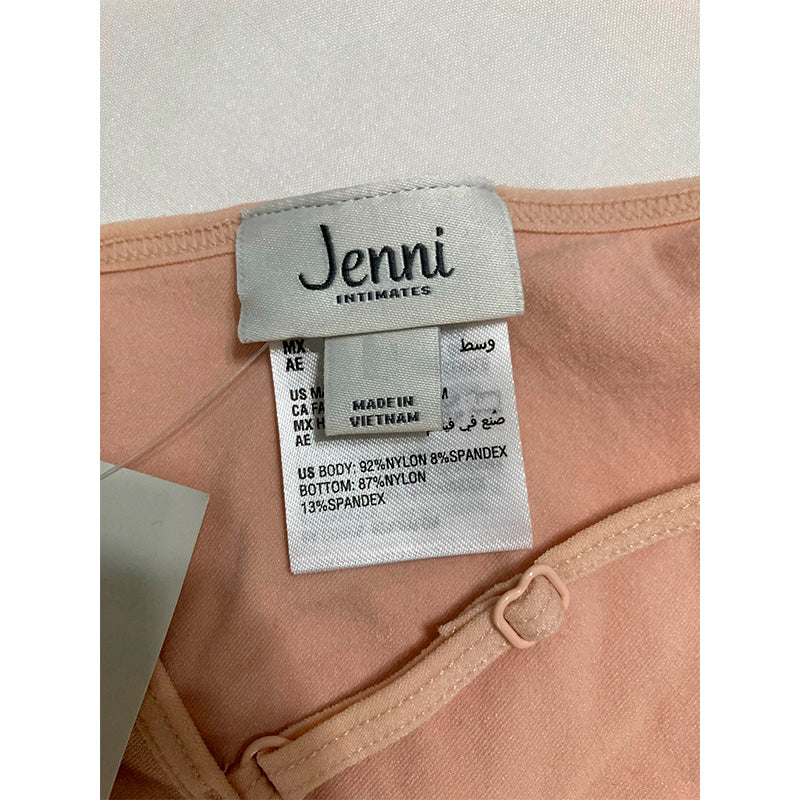 Jenni
INTIMATES
MX وسط
AE
MADE IN
VIETNAM
US
CA
MX
AE صُنع في
US BODY: 92%NYLON 8%SPANDEX
BOTTOM: 87%NYLON
13%SPANDEX